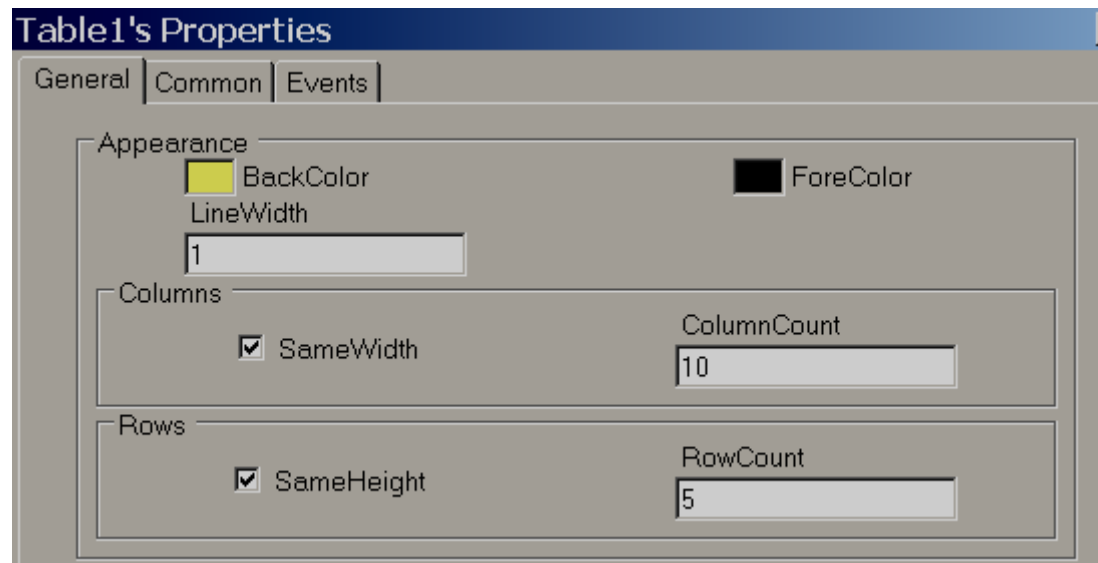 Table1's Properties
General Common Events
Appearance
BackColor ForeColor
LineWidth
1
Columns
SameWidth
ColumnCount
10
Rows
SameHeight
RowCount
5